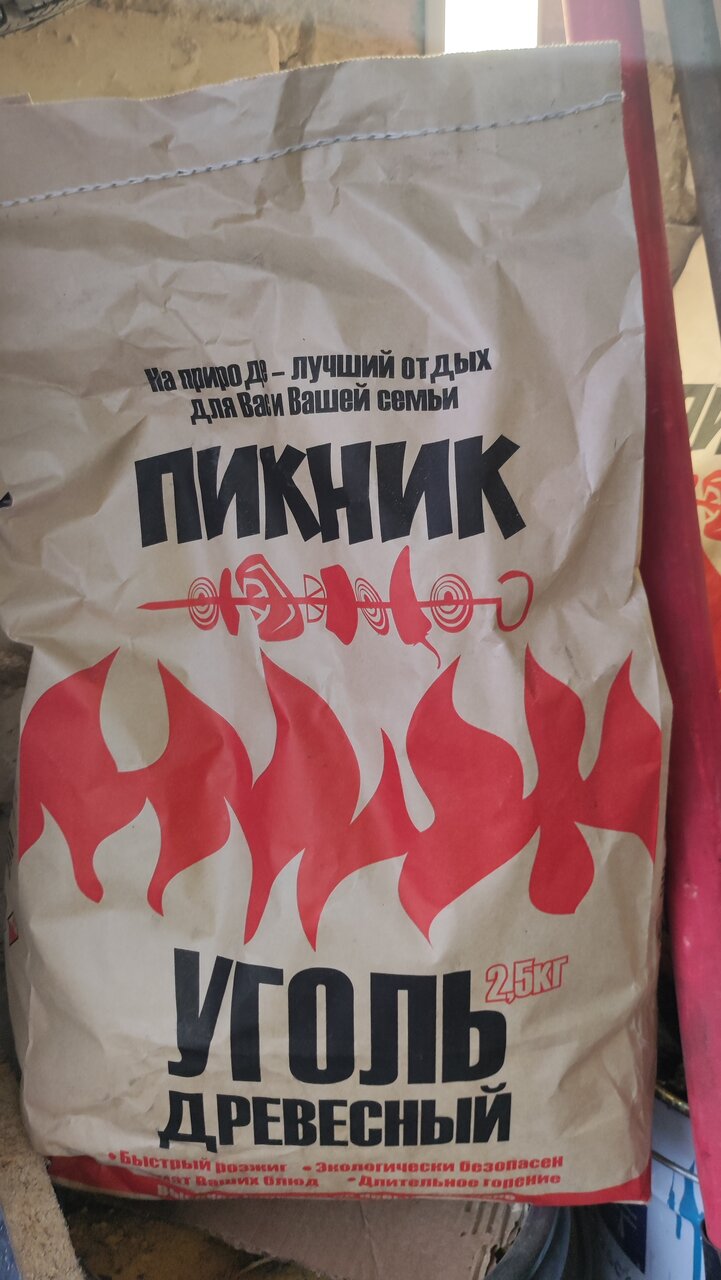 На природе – лучший отдых
для Вас и Вашей семьи
ПИКНИК
УГОЛЬ 2,5кг
ДРЕВЕСНЫЙ
• Быстрый розжиг • Экологически безопасен
Ваших блюд • Длительное горение